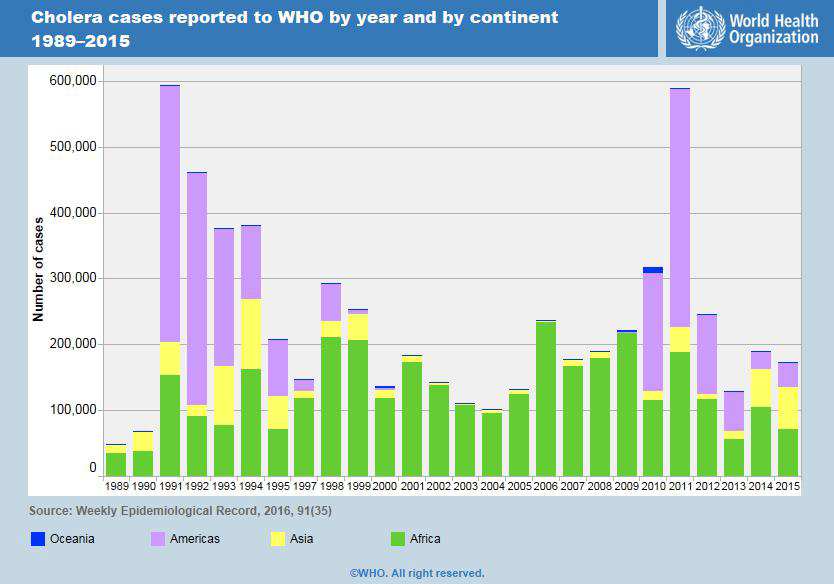 Cholera cases reported to WHO by year and by continent
1989–2015
World Health
Organization
600,000
500,000
400,000
300,000
200,000
100,000
0
Number of cases
1989 1990 1991 1992 1993 1994 1995 1997 1998 1999 2000 2001 2002 2003 2004 2005 2006 2007 2008 2009 2010 2011 2012 2013 2014 2015
Source: Weekly Epidemiological Record, 2016, 91(35)
Oceania Americas Asia Africa
©WHO. All right reserved.